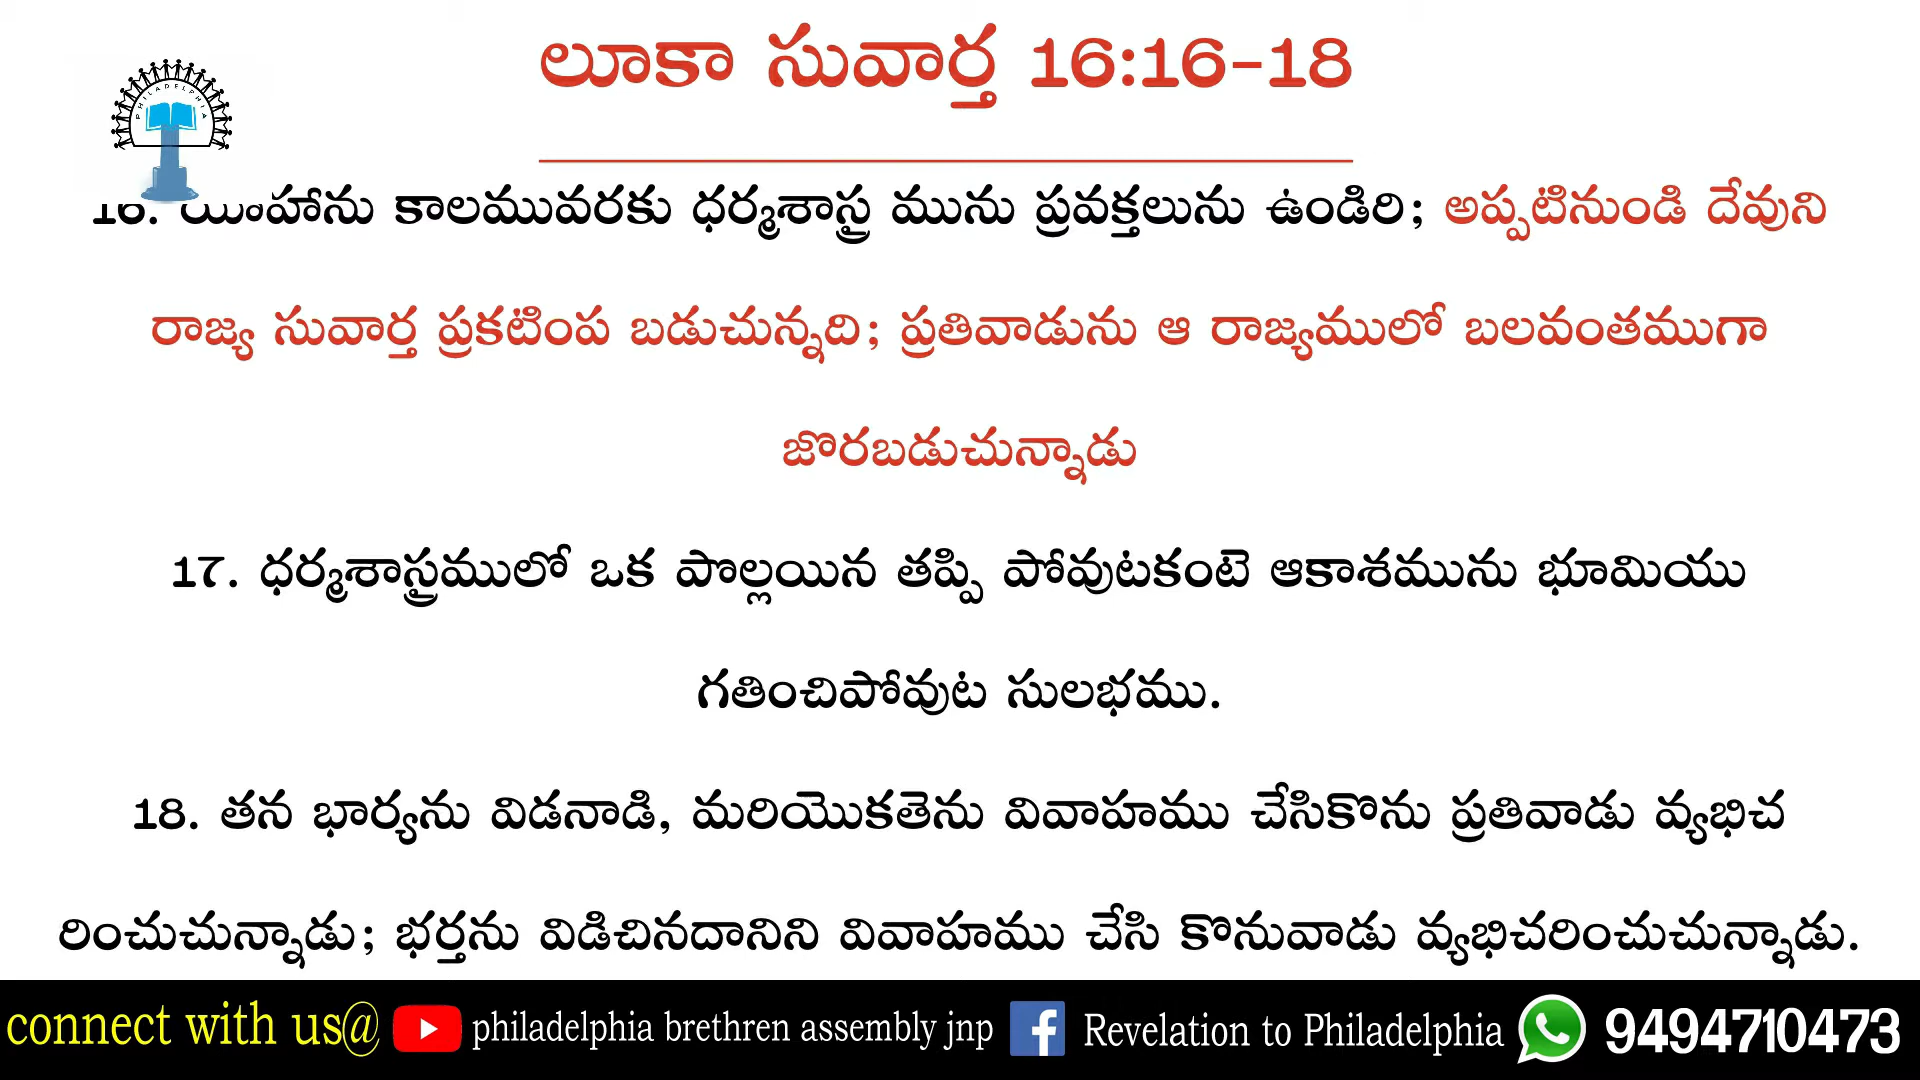 లూకా సువార్త 16:16-18
PHILADELPHIA
16. యోహాను కాలమువరకు ధర్మశాస్త్ర మును ప్రవక్తలును ఉండిరి; అప్పటినుండి దేవుని
రాజ్య సువార్త ప్రకటింప బడుచున్నది; ప్రతివాడును ఆ రాజ్యములో బలవంతముగా
జొరబడుచున్నాడు
17. ధర్మశాస్త్రములో ఒక పొల్లయిన తప్పి పోవుటకంటె ఆకాశమును భూమియు
గతించిపోవుట సులభము.
18. తన భార్యను విడనాడి, మరియొకతెను వివాహము చేసికొను ప్రతివాడు వ్యభిచ
రించుచున్నాడు; భర్తను విడిచినదానిని వివాహము చేసి కొనువాడు వ్యభిచరించుచున్నాడు.
connect with us@ philadelphia brethren assembly jnp Revelation to Philadelphia 9494710473